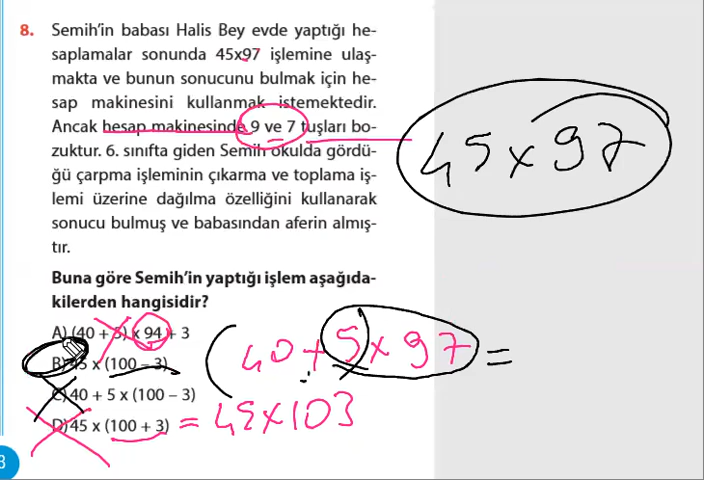 8. Semih'in babası Halis Bey evde yaptığı he-
saplamalar sonunda 45x97 işlemine ulaş-
makta ve bunun sonucunu bulmak için he-
sap makinesini kullanmak istemektedir.
Ancak hesap makinesinde 9 ve 7 tuşları bo-
zuktur. 6. sınıfta giden Semih okulda gördü-
ğü çarpma işleminin çıkarma ve toplama iş-
lemi üzerine dağılma özelliğini kullanarak
sonucu bulmuş ve babasından aferin almış-
tır.
45x97
Buna göre Semih'in yaptığı işlem aşağıda-
kilerden hangisidir?
A) (40 + 5) x 94 + 3
B) 45 x (100 – 3)
(40+5)x97=
C) 40 + 5 x (100 – 3)
D) 45 x (100 + 3) = 45x103
3